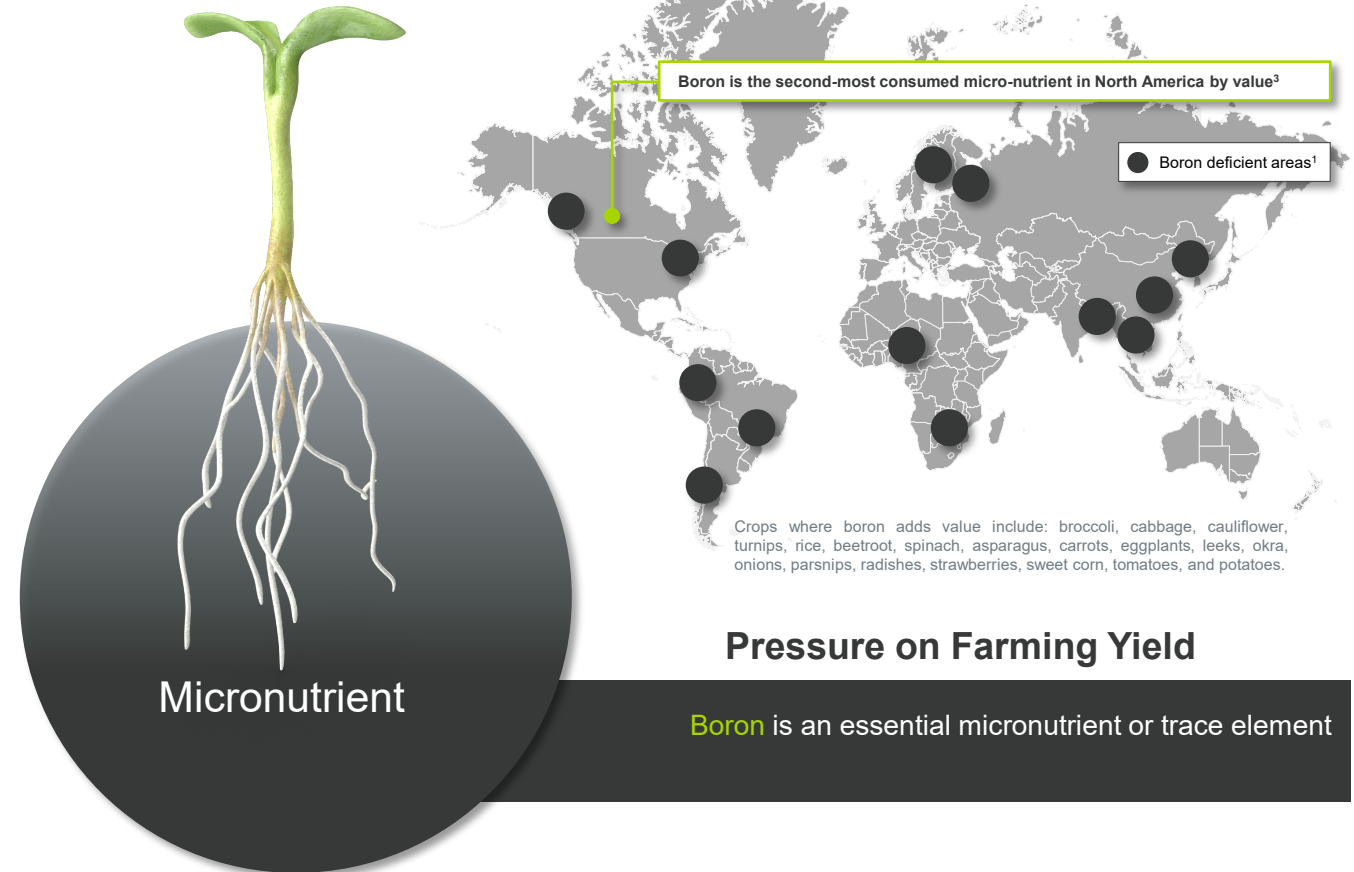 Boron is the second-most consumed micro-nutrient in North America by value³
Boron deficient areas¹
Crops where boron adds value include: broccoli, cabbage, cauliflower,
turnips, rice, beetroot, spinach, asparagus, carrots, eggplants, leeks, okra,
onions, parsnips, radishes, strawberries, sweet corn, tomatoes, and potatoes.
Pressure on Farming Yield
Micronutrient
Boron is an essential micronutrient or trace element